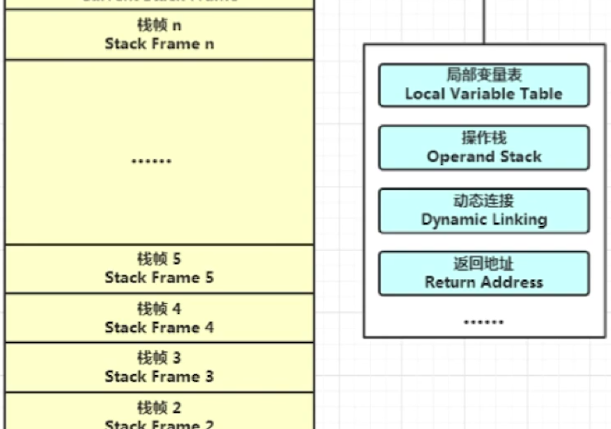 栈帧 n
Stack Frame n
......
栈帧 5
Stack Frame 5
栈帧 4
Stack Frame 4
栈帧 3
Stack Frame 3
栈帧 2
Stack Frame 2
局部变量表
Local Variable Table
操作栈
Operand Stack
动态连接
Dynamic Linking
返回地址
Return Address
......